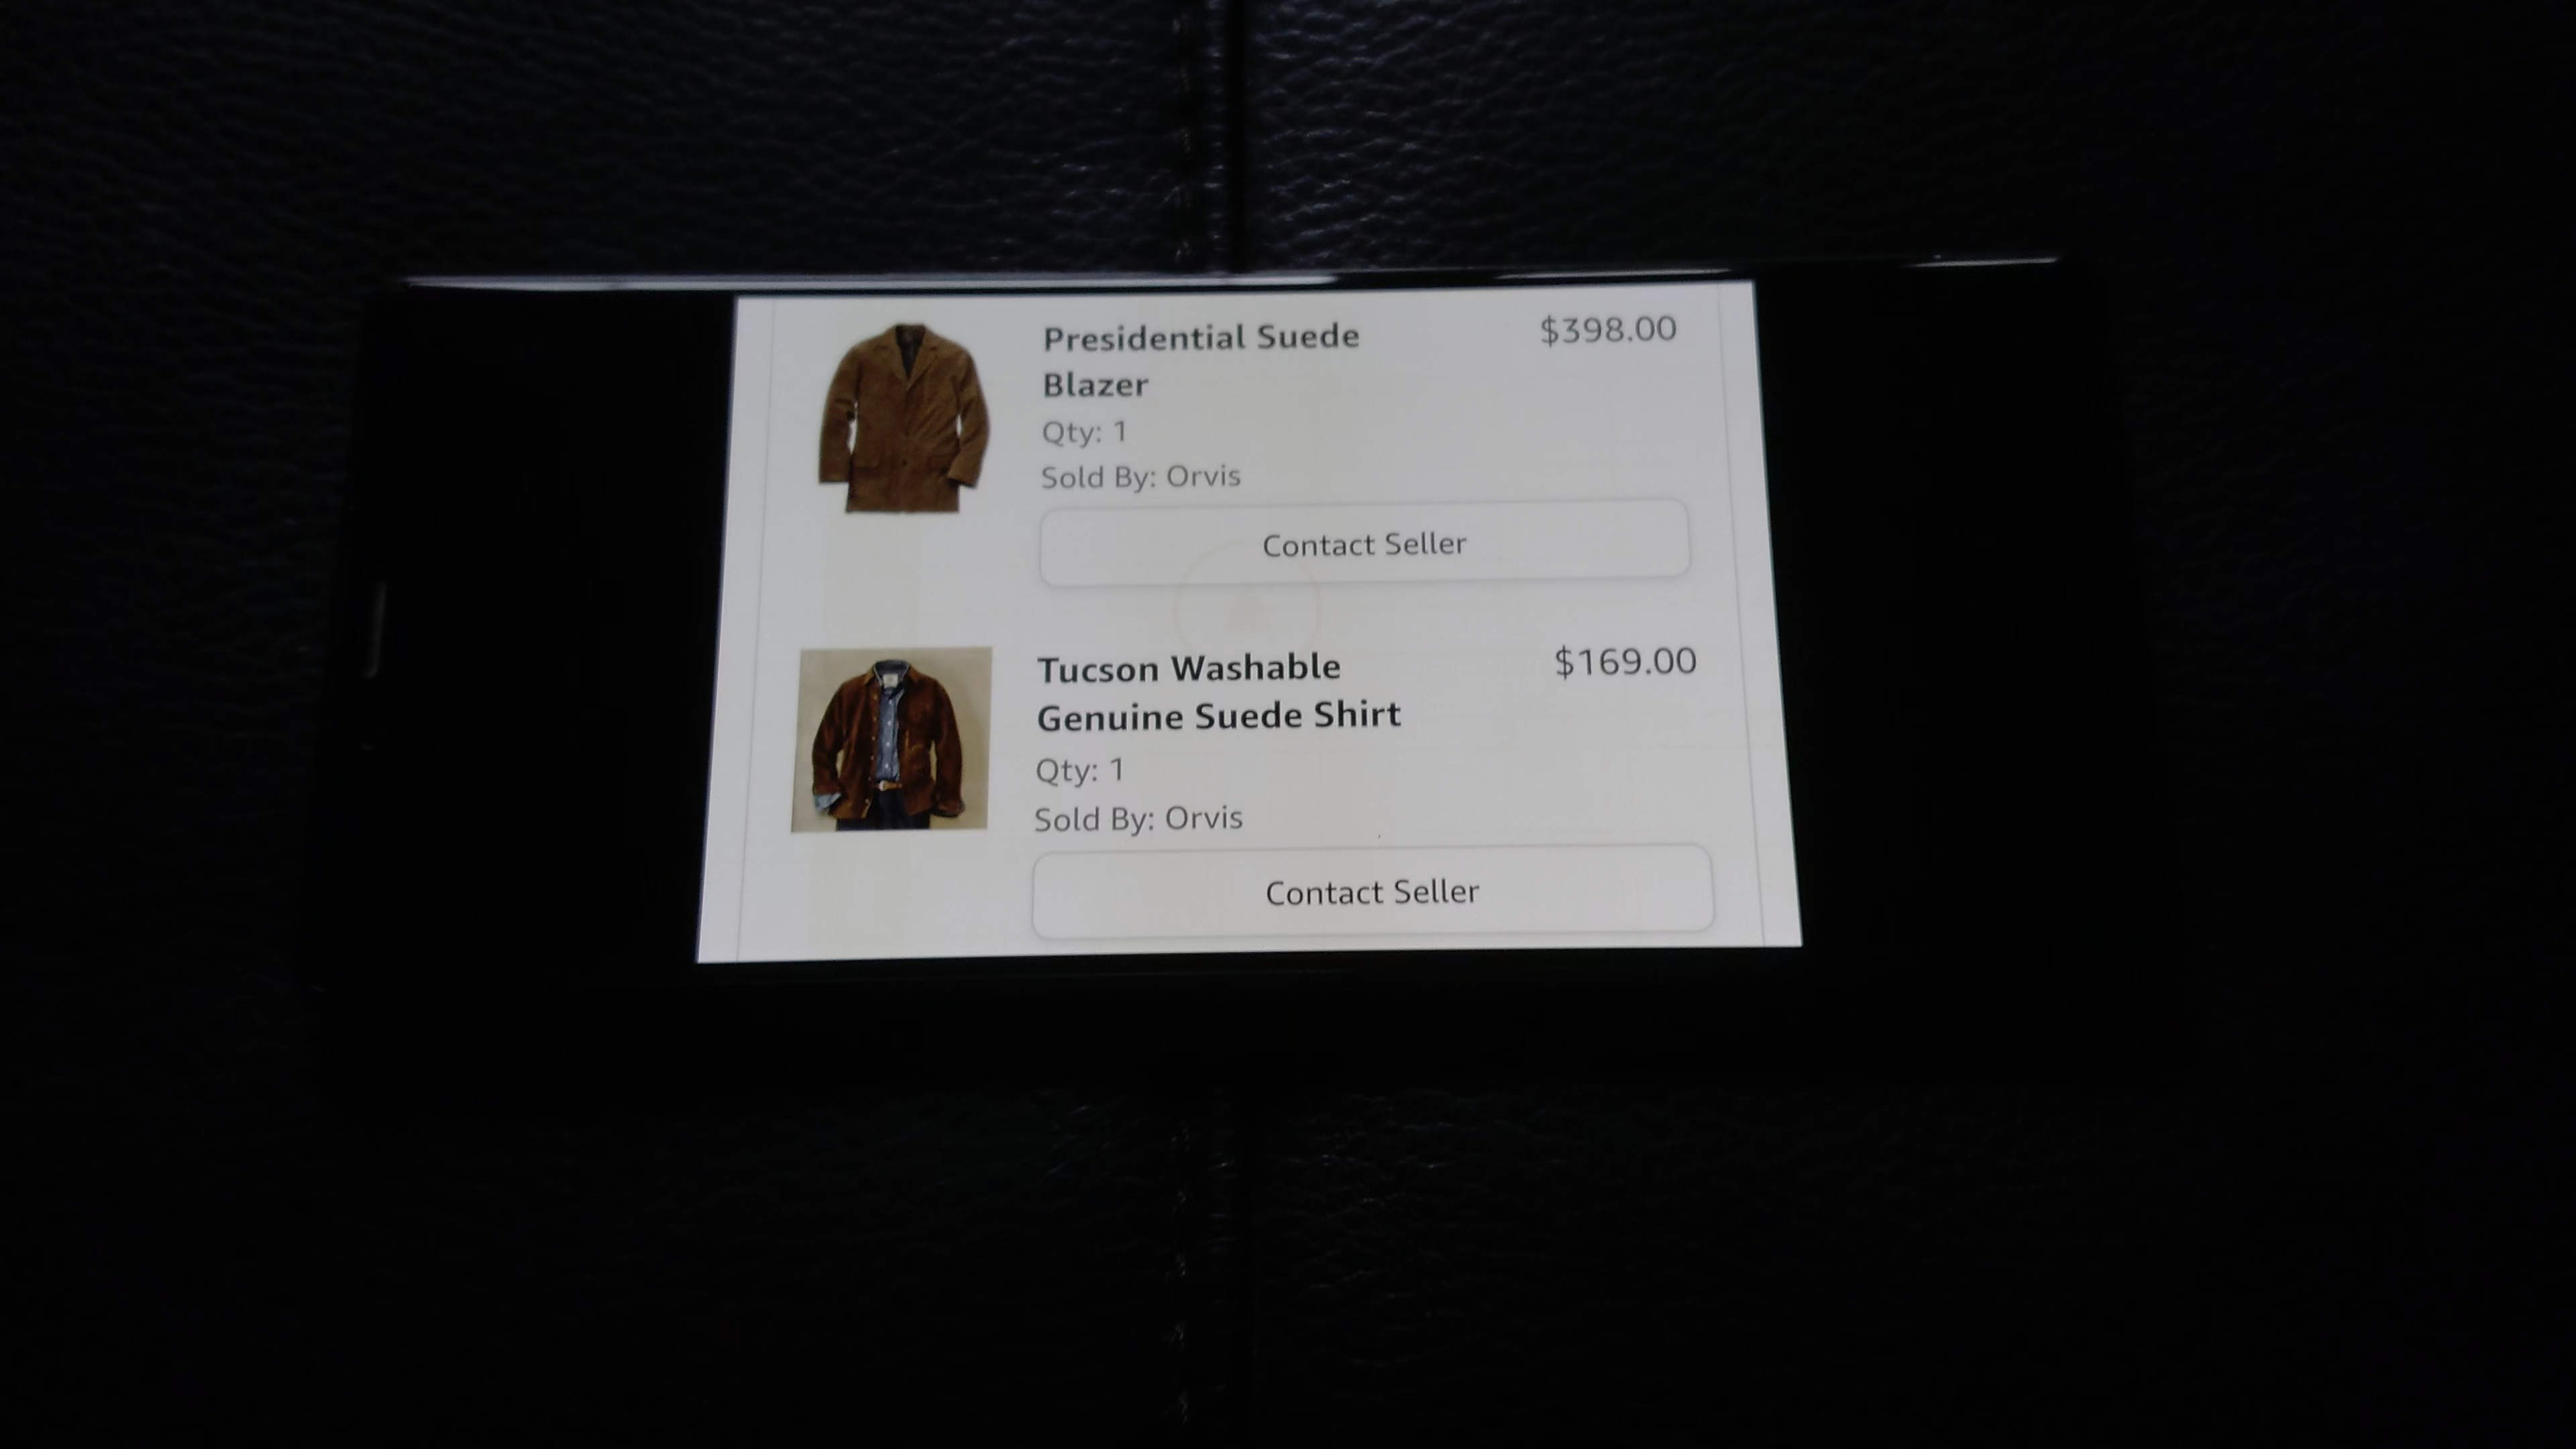 Presidential Suede
Blazer
$398.00
Qty: 1
Sold By: Orvis
Contact Seller
Tucson Washable
Genuine Suede Shirt
$169.00
Qty: 1
Sold By: Orvis
Contact Seller